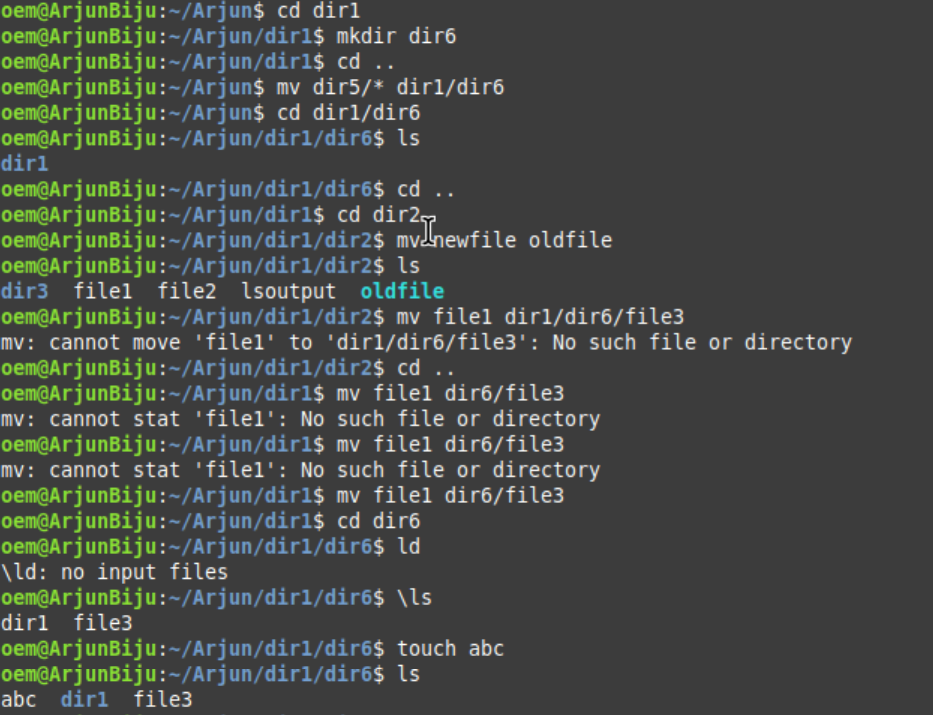 oem@ArjunBiju:~/Arjun$ cd dir1
oem@ArjunBiju:~/Arjun/dir1$ mkdir dir6
oem@ArjunBiju:~/Arjun/dir1$ cd ..
oem@ArjunBiju:~/Arjun$ mv dir5/* dir1/dir6
oem@ArjunBiju:~/Arjun$ cd dir1/dir6
oem@ArjunBiju:~/Arjun/dir1/dir6$ ls
dir1
oem@ArjunBiju:~/Arjun/dir1/dir6$ cd ..
oem@ArjunBiju:~/Arjun/dir1$ cd dir2
oem@ArjunBiju:~/Arjun/dir1/dir2$ mv newfile oldfile
oem@ArjunBiju:~/Arjun/dir1/dir2$ ls
dir3  file1  file2  lsoutput  oldfile
oem@ArjunBiju:~/Arjun/dir1/dir2$ mv file1 dir1/dir6/file3
mv: cannot move 'file1' to 'dir1/dir6/file3': No such file or directory
oem@ArjunBiju:~/Arjun/dir1/dir2$ cd ..
oem@ArjunBiju:~/Arjun/dir1$ mv file1 dir6/file3
mv: cannot stat 'file1': No such file or directory
oem@ArjunBiju:~/Arjun/dir1$ mv file1 dir6/file3
mv: cannot stat 'file1': No such file or directory
oem@ArjunBiju:~/Arjun/dir1$ mv file1 dir6/file3
oem@ArjunBiju:~/Arjun/dir1$ cd dir6
oem@ArjunBiju:~/Arjun/dir1/dir6$ ld
\ld: no input files
oem@ArjunBiju:~/Arjun/dir1/dir6$ \ls
dir1  file3
oem@ArjunBiju:~/Arjun/dir1/dir6$ touch abc
oem@ArjunBiju:~/Arjun/dir1/dir6$ ls
abc  dir1  file3